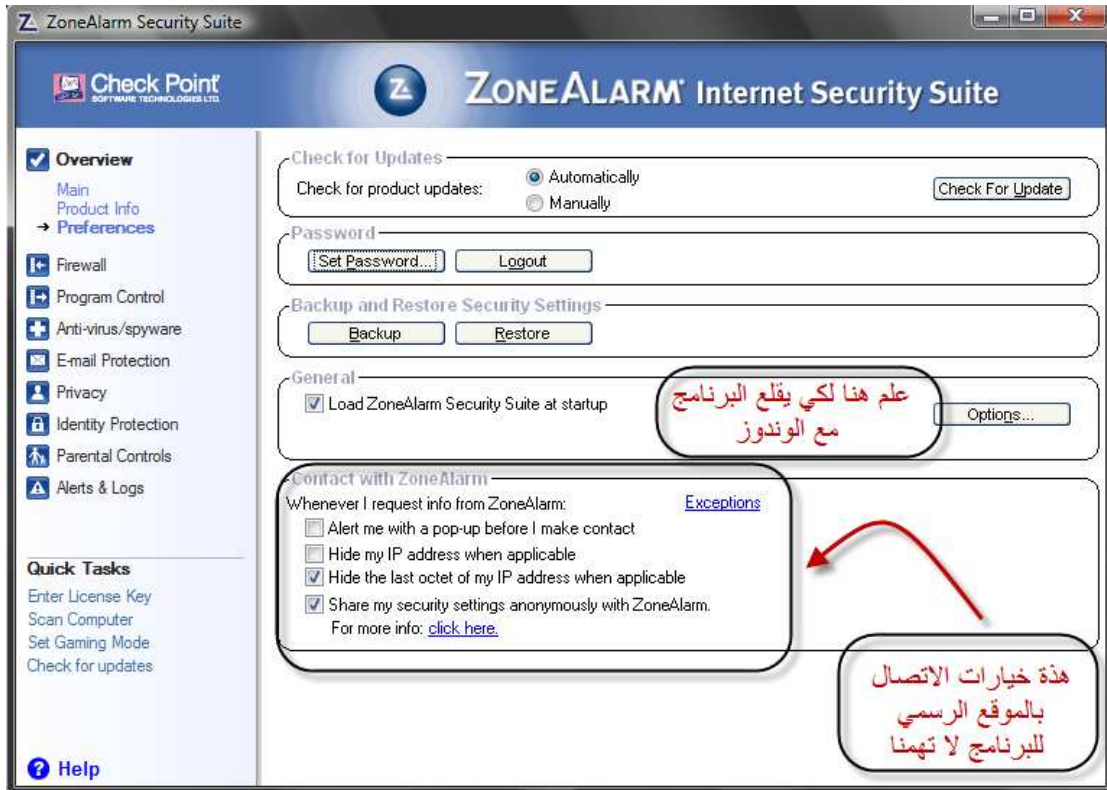 ZoneAlarm Security Suite
Check Point
SOFTWARE TECHNOLOGIES LTD.
ZONEALARM Internet Security Suite
Overview
Main
Product Info
Preferences
Firewall
Program Control
Anti-virus/spyware
E-mail Protection
Privacy
Identity Protection
Parental Controls
Alerts & Logs
Quick Tasks
Enter License Key
Scan Computer
Set Gaming Mode
Check for updates
Help
Check for Updates
Check for product updates:
Automatically
Manually
Check For Update
Password
Set Password...
Logout
Backup and Restore Security Settings
Backup
Restore
General
Load ZoneAlarm Security Suite at startup
علم هنا لكي يقلع البرنامج
مع الوندوز
Options...
Contact with ZoneAlarm
Whenever I request info from ZoneAlarm:
Exceptions
Alert me with a pop-up before I make contact
Hide my IP address when applicable
Hide the last octet of my IP address when applicable
Share my security settings anonymously with ZoneAlarm.
For more info: click here.
هذة خيارات الاتصال
بالموقع الرسمي
للبرنامج لا تهمنا